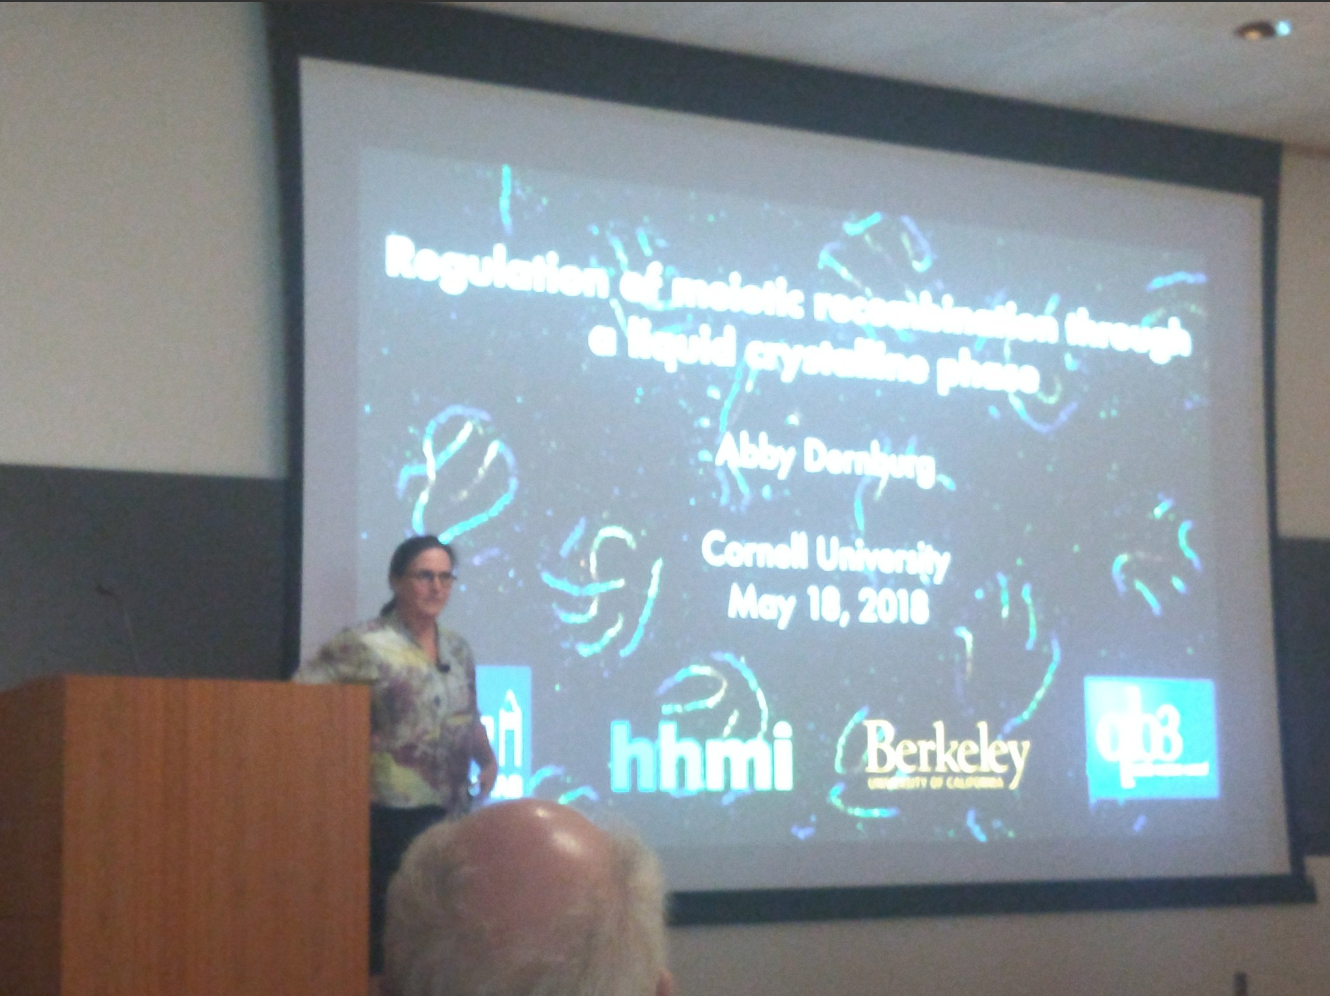 Regulation of meiotic recombination through
a liquid crystalline phase
Abby Dernburg
Cornell University
May 18, 2018
hhmi
Berkeley
UNIVERSITY OF CALIFORNIA
qb3